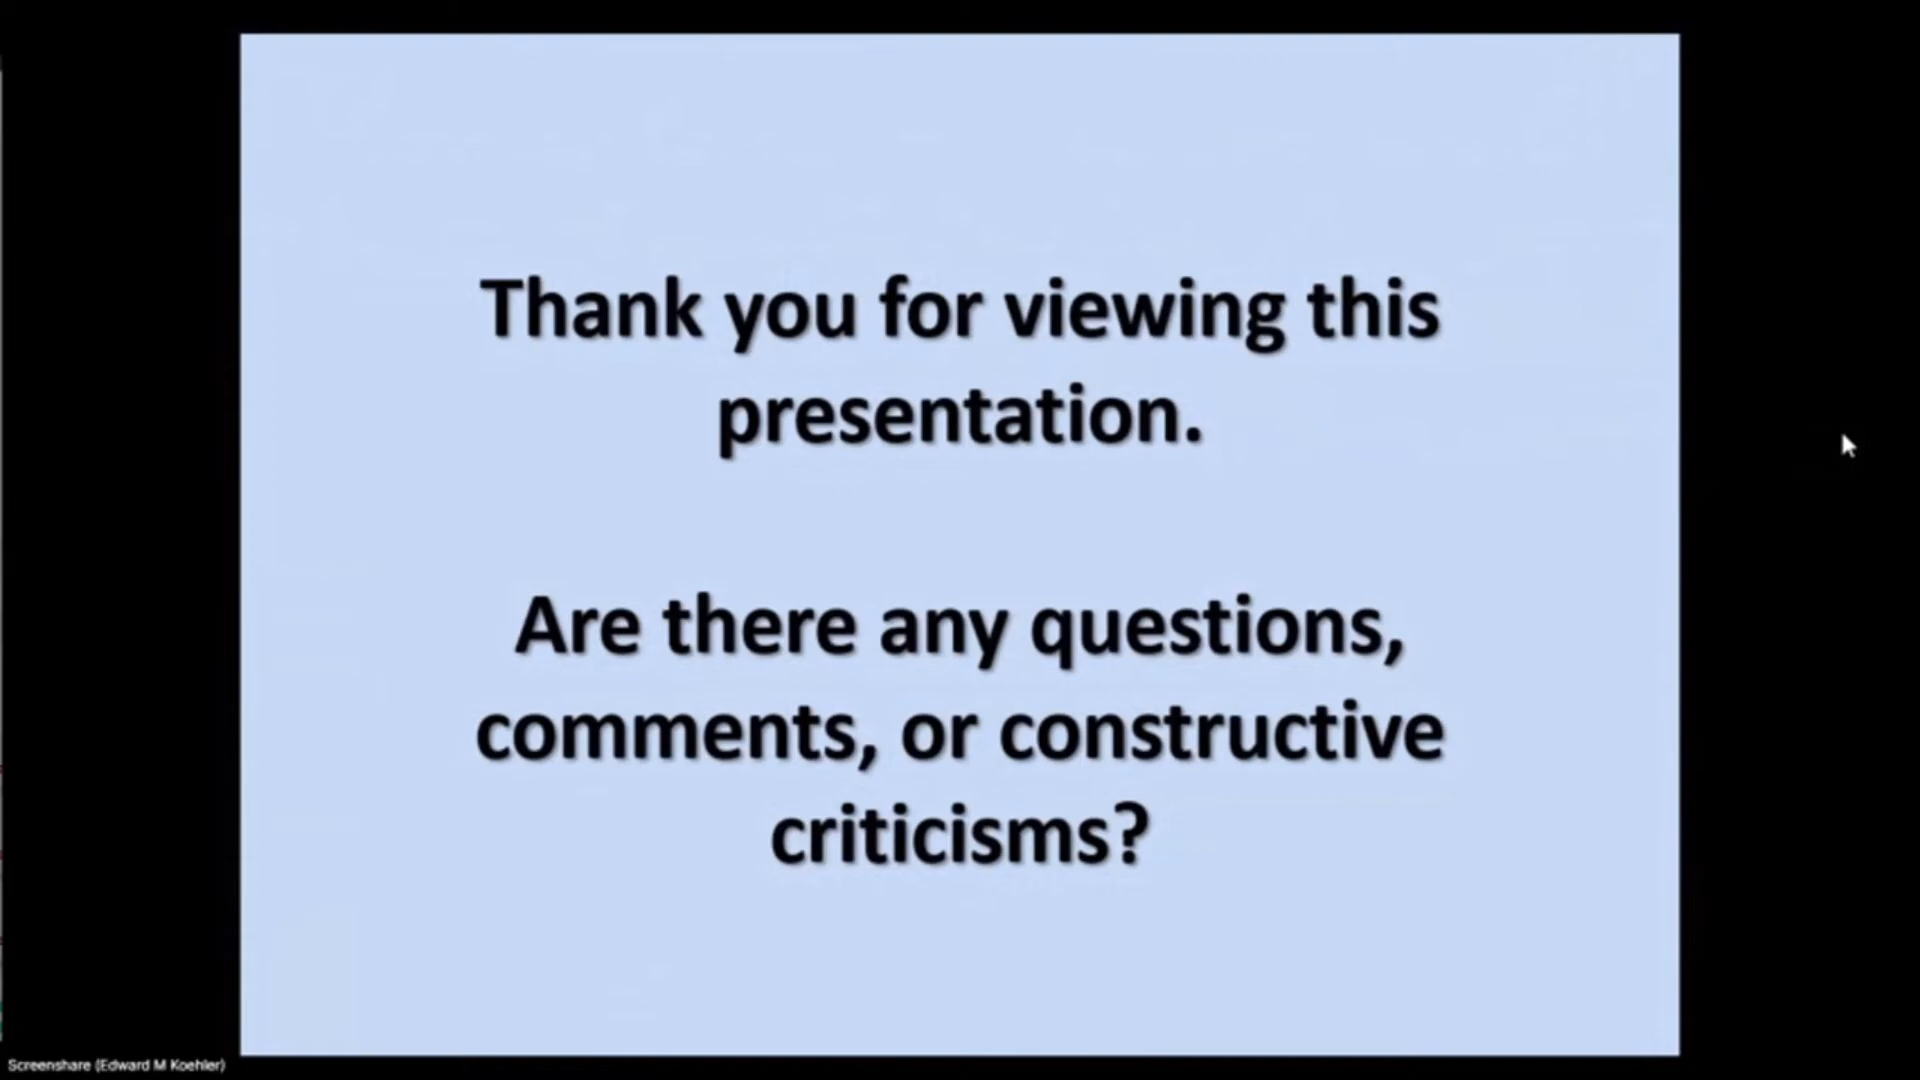 Thank you for viewing this
presentation.
Are there any questions,
comments, or constructive
criticisms?
Screenshare (Edward M Koehler)